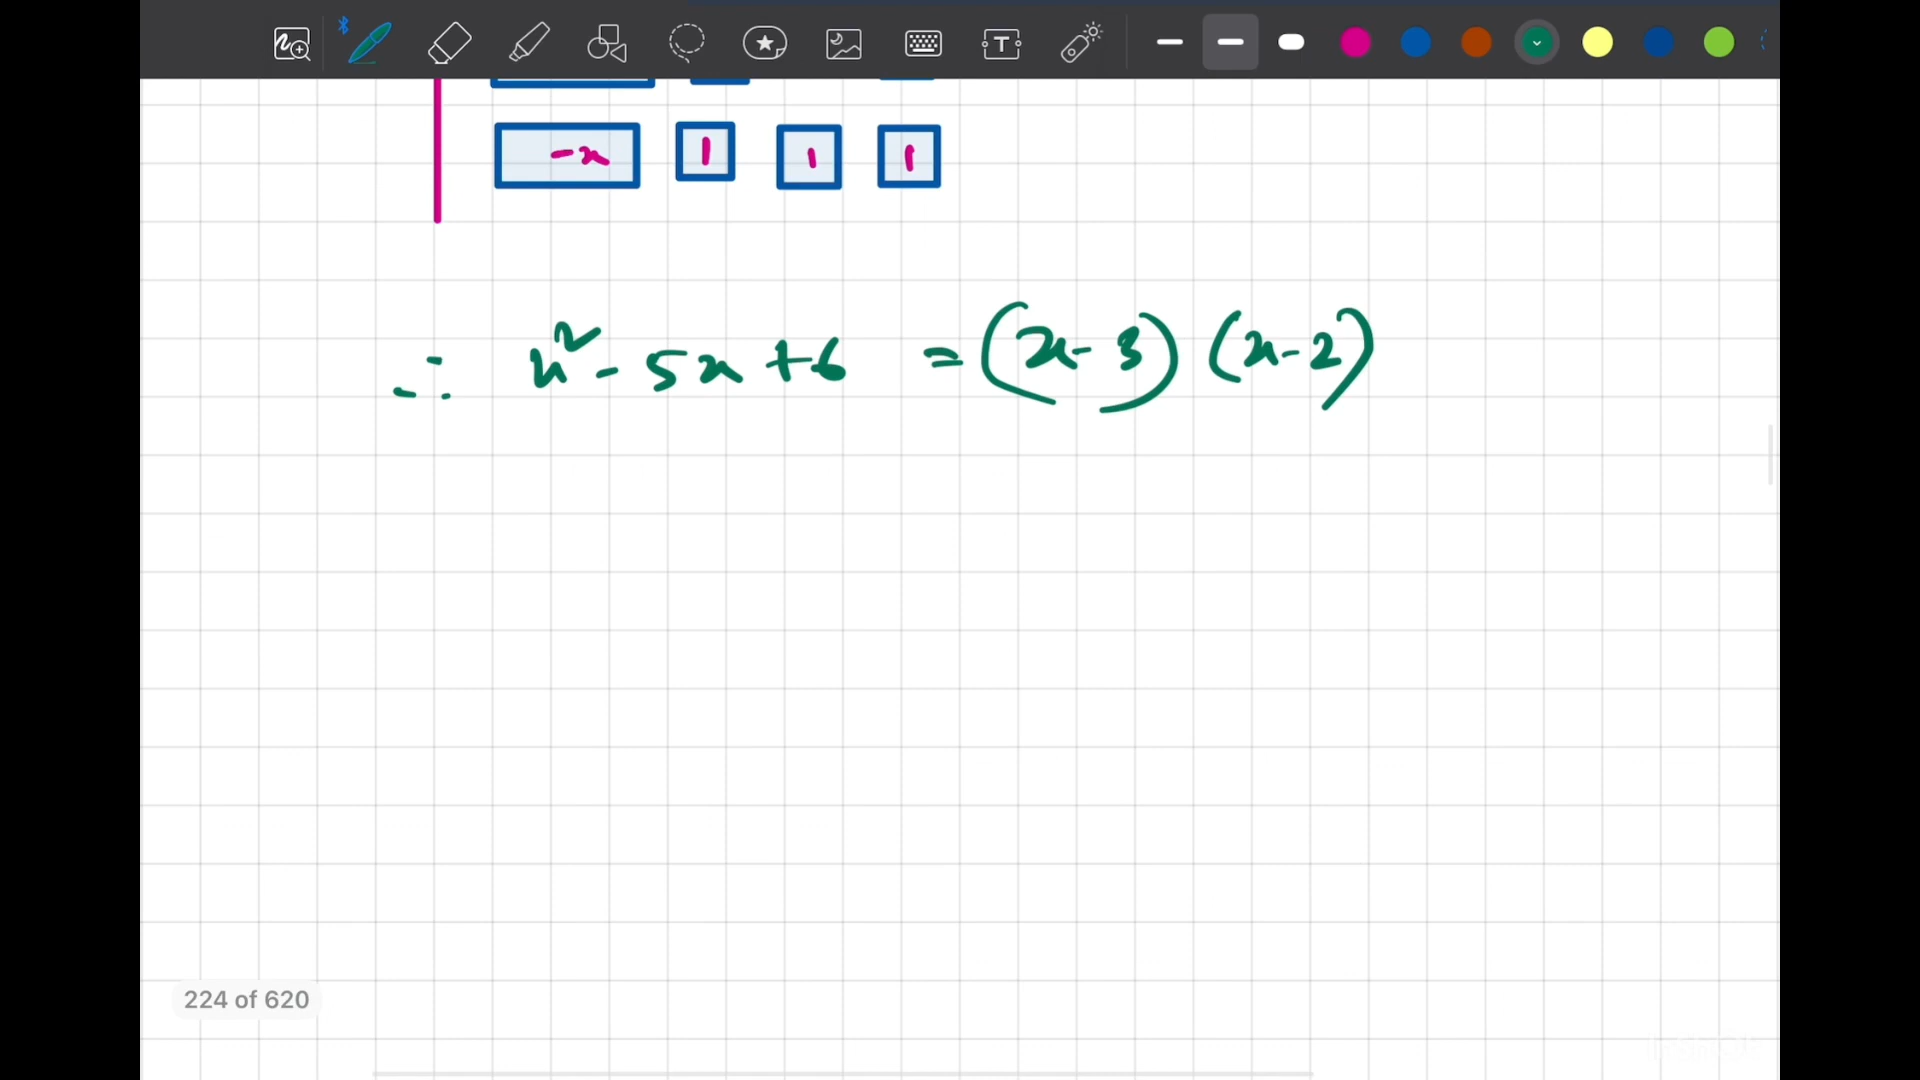 -x 1 1 1
∴ x² - 5x + 6 = (x - 3) (x - 2)
224 of 620